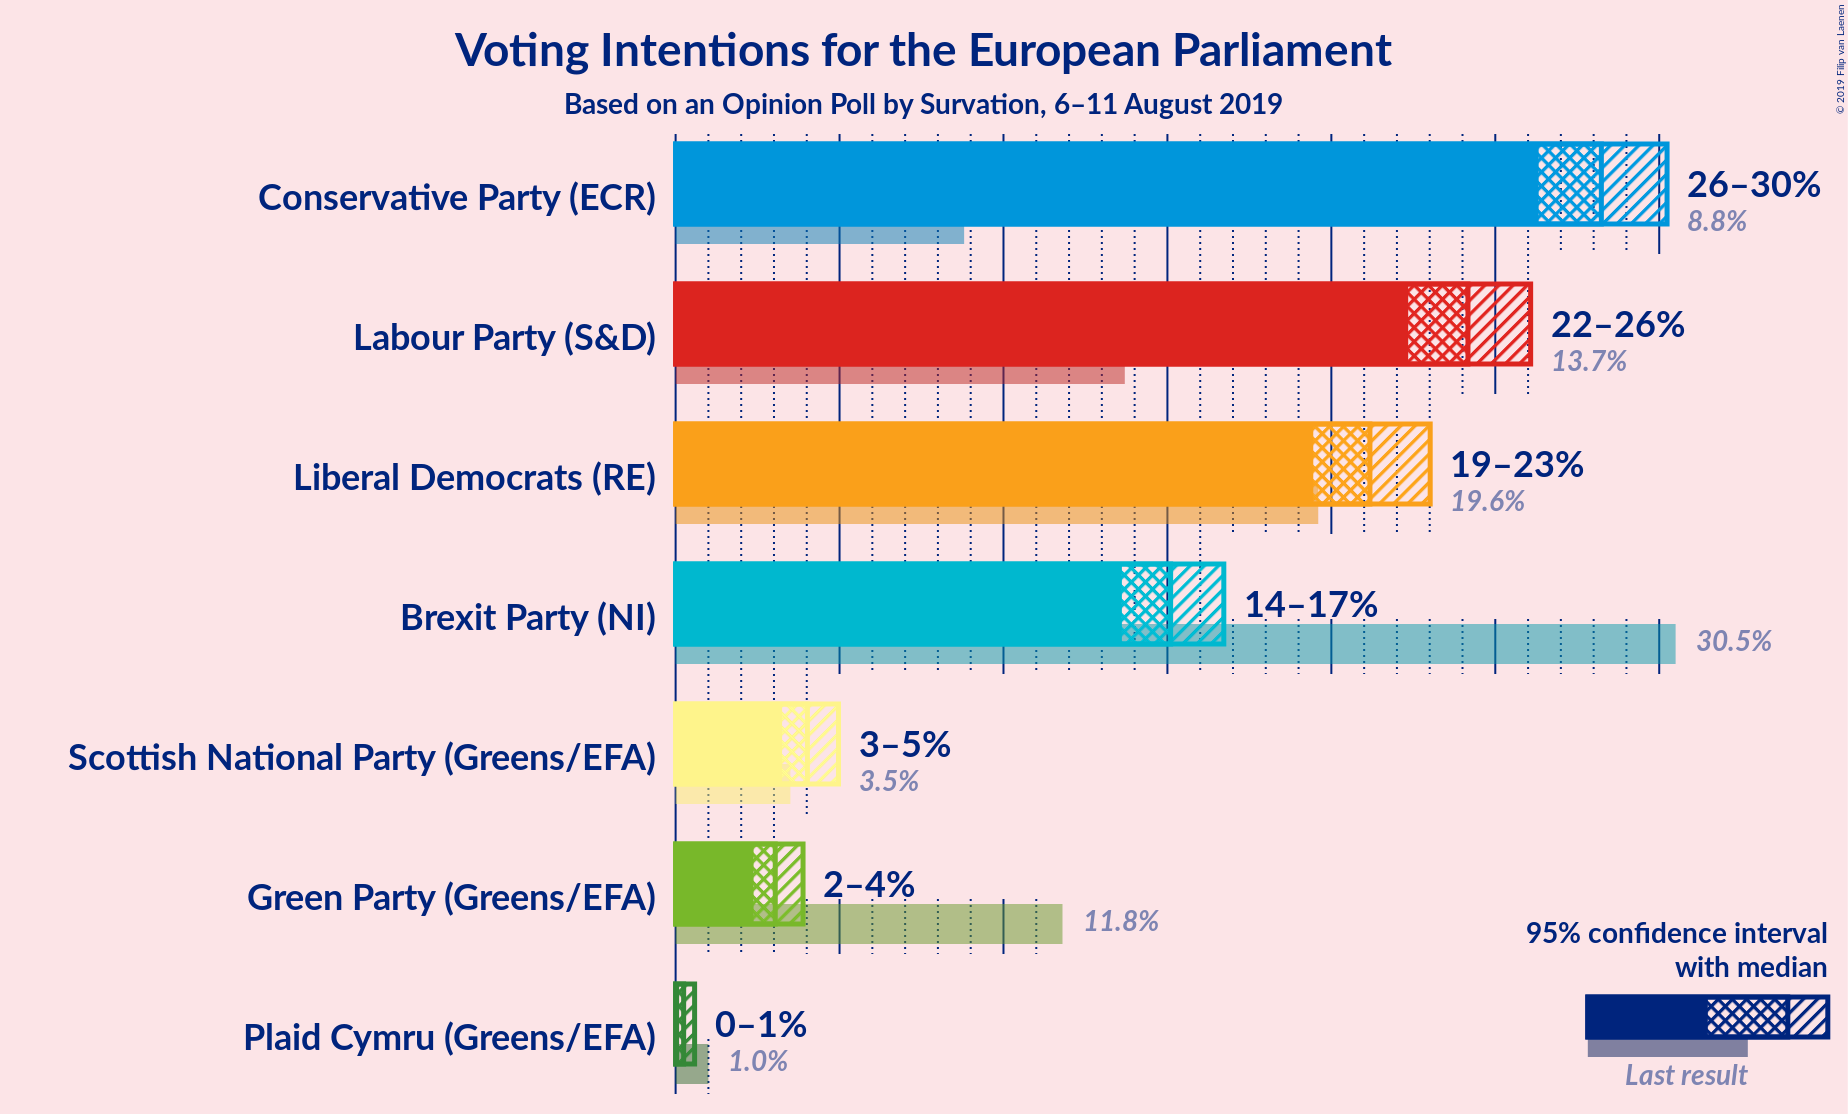 Voting Intentions for the European Parliament
Based on an Opinion Poll by Survation, 6–11 August 2019
© 2019 Filip van Laenen
Conservative Party (ECR)
26–30%
8.8%
Labour Party (S&D)
22–26%
13.7%
Liberal Democrats (RE)
19–23%
19.6%
Brexit Party (NI)
14–17%
30.5%
Scottish National Party (Greens/EFA)
3–5%
3.5%
Green Party (Greens/EFA)
2–4%
11.8%
Plaid Cymru (Greens/EFA)
0–1%
1.0%
95% confidence interval
with median
Last result